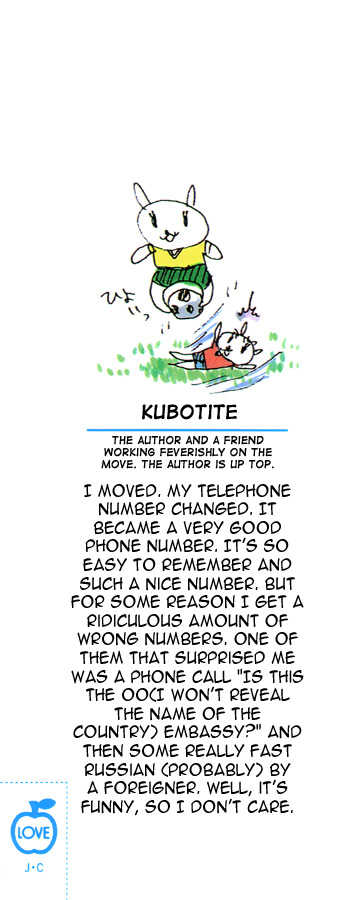 ひょ
いっ
KUBOTITE
THE AUTHOR AND A FRIEND
WORKING FEVERISHLY ON THE
MOVE. THE AUTHOR IS UP TOP.
I MOVED. MY TELEPHONE
NUMBER CHANGED. IT
BECAME A VERY GOOD
PHONE NUMBER. IT'S SO
EASY TO REMEMBER AND
SUCH A NICE NUMBER. BUT
FOR SOME REASON I GET A
RIDICULOUS AMOUNT OF
WRONG NUMBERS. ONE OF
THEM THAT SURPRISED ME
WAS A PHONE CALL "IS THIS
THE OO(I WON'T REVEAL
THE NAME OF THE
COUNTRY) EMBASSY?" AND
THEN SOME REALLY FAST
RUSSIAN (PROBABLY) BY
A FOREIGNER. WELL, IT'S
FUNNY, SO I DON'T CARE.
LOVE
J・C